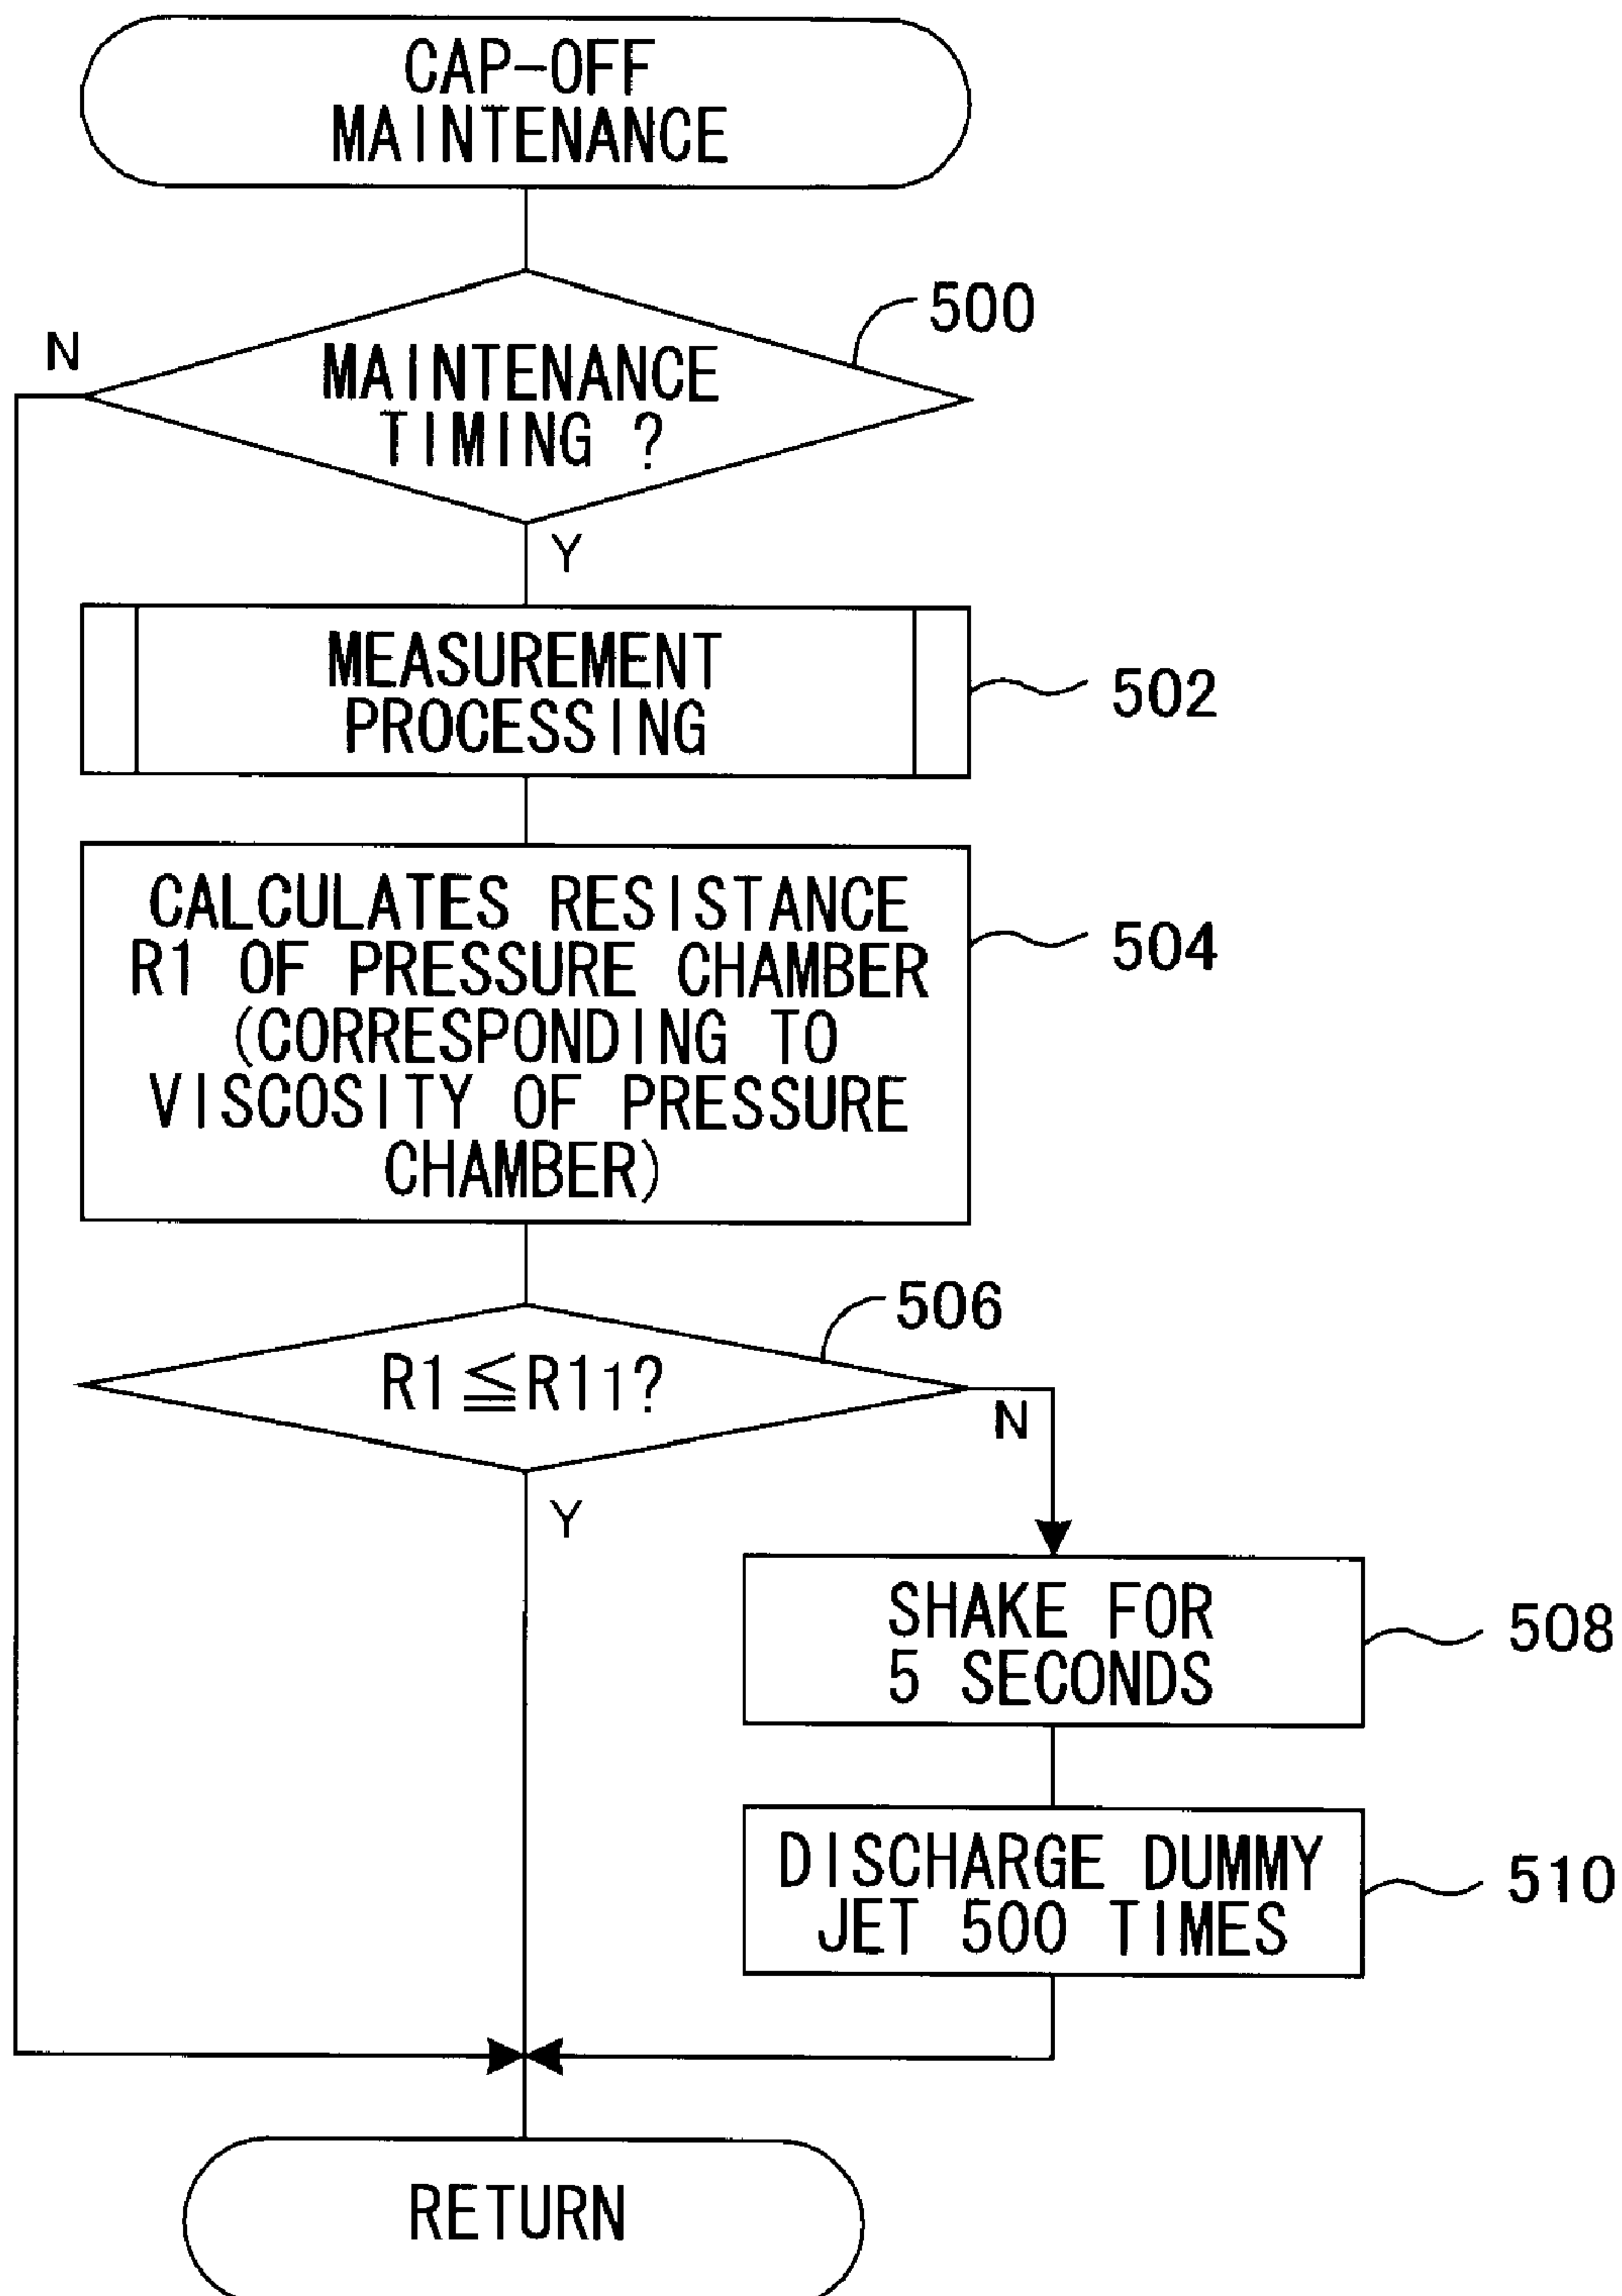 CAP-OFF
MAINTENANCE
500
N
MAINTENANCE
TIMING ?
Y
MEASUREMENT
PROCESSING
502
CALCULATES RESISTANCE
R1 OF PRESSURE CHAMBER
(CORRESPONDING TO
VISCOSITY OF PRESSURE
CHAMBER)
504
506
R1≦R11?
N
Y
SHAKE FOR
5 SECONDS
508
DISCHARGE DUMMY
JET 500 TIMES
510
RETURN